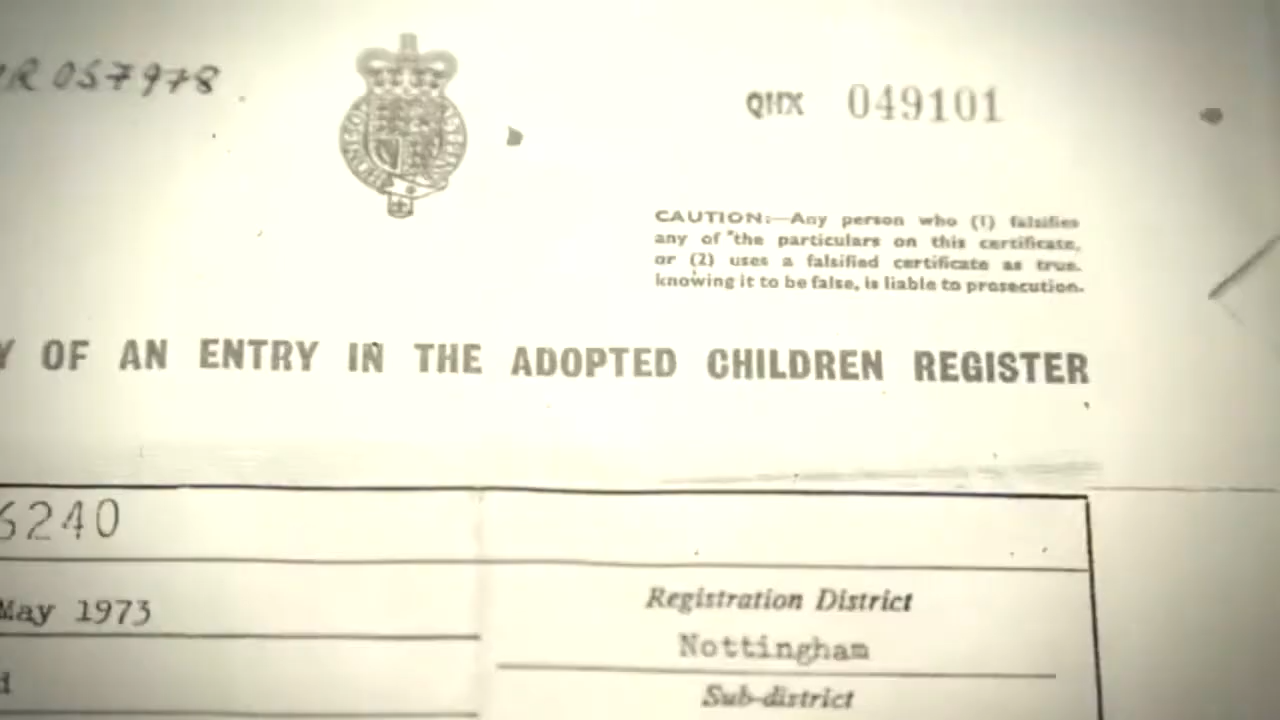 R 057978
QHX 049101
CAUTION:—Any person who (1) falsifies
any of the particulars on this certificate,
or (2) uses a falsified certificate as true,
knowing it to be false, is liable to prosecution.
Y OF AN ENTRY IN THE ADOPTED CHILDREN REGISTER
6240
May 1973
Registration District
Nottingham
d
Sub-district